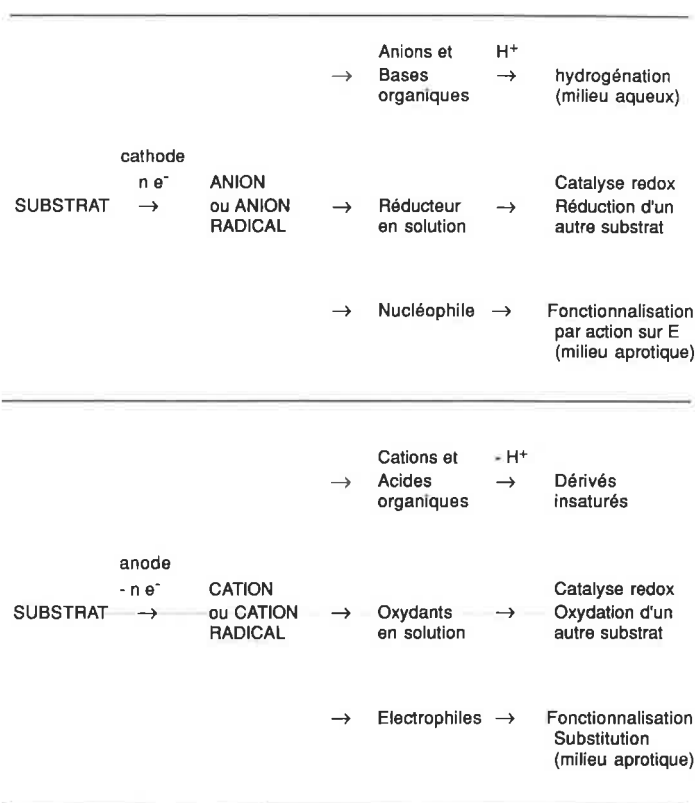 Anions et H+
→ Bases → hydrogénation
organiques (milieu aqueux)
cathode
n e- ANION Catalyse redox
SUBSTRAT → ou ANION → Réducteur → Réduction d'un
RADICAL en solution autre substrat
→ Nucléophile → Fonctionnalisation
par action sur E
(milieu aprotique)
Cations et - H+
→ Acides → Dérivés
organiques insaturés
anode
- n e- CATION Catalyse redox
SUBSTRAT → ou CATION → Oxydants → Oxydation d'un
RADICAL en solution autre substrat
→ Electrophiles → Fonctionnalisation
Substitution
(milieu aprotique)